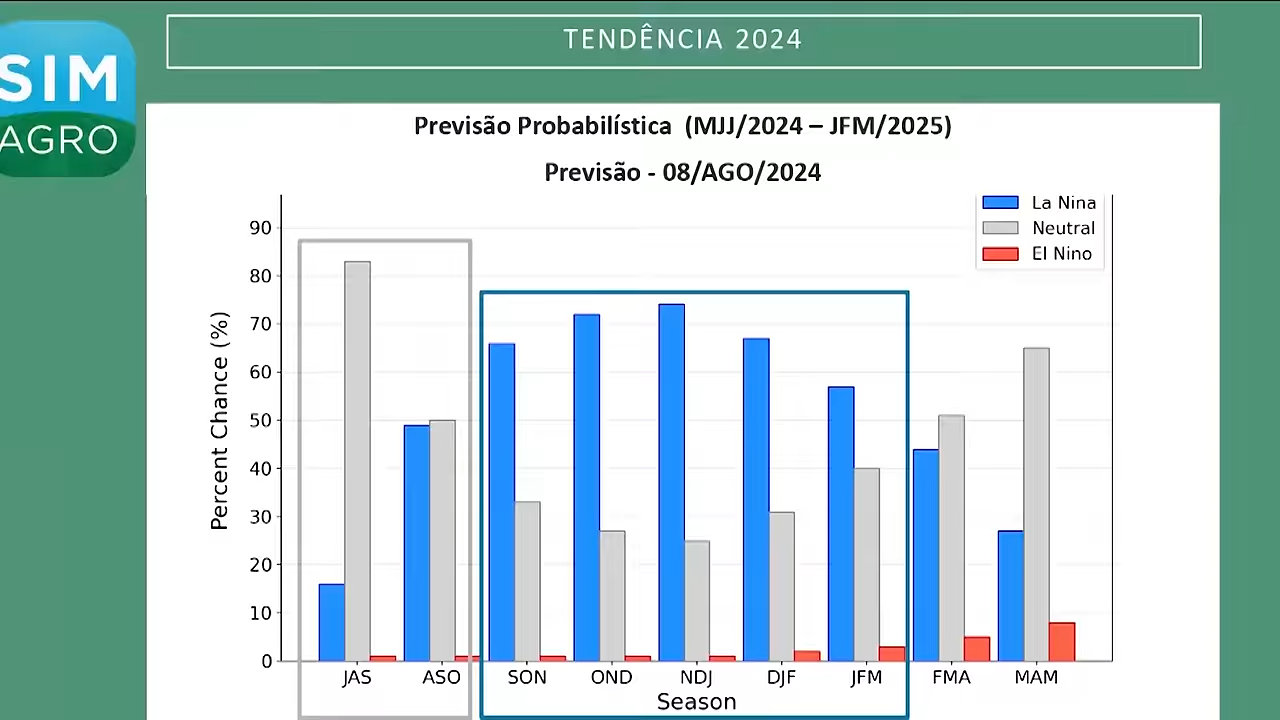 SIM
AGRO
TENDÊNCIA 2024
Previsão Probabilística (MJJ/2024 – JFM/2025)
Previsão - 08/AGO/2024
La Nina
Neutral
El Nino
Percent Chance (%)
90
80
70
60
50
40
30
20
10
0
JAS ASO SON OND NDJ DJF JFM FMA MAM
Season